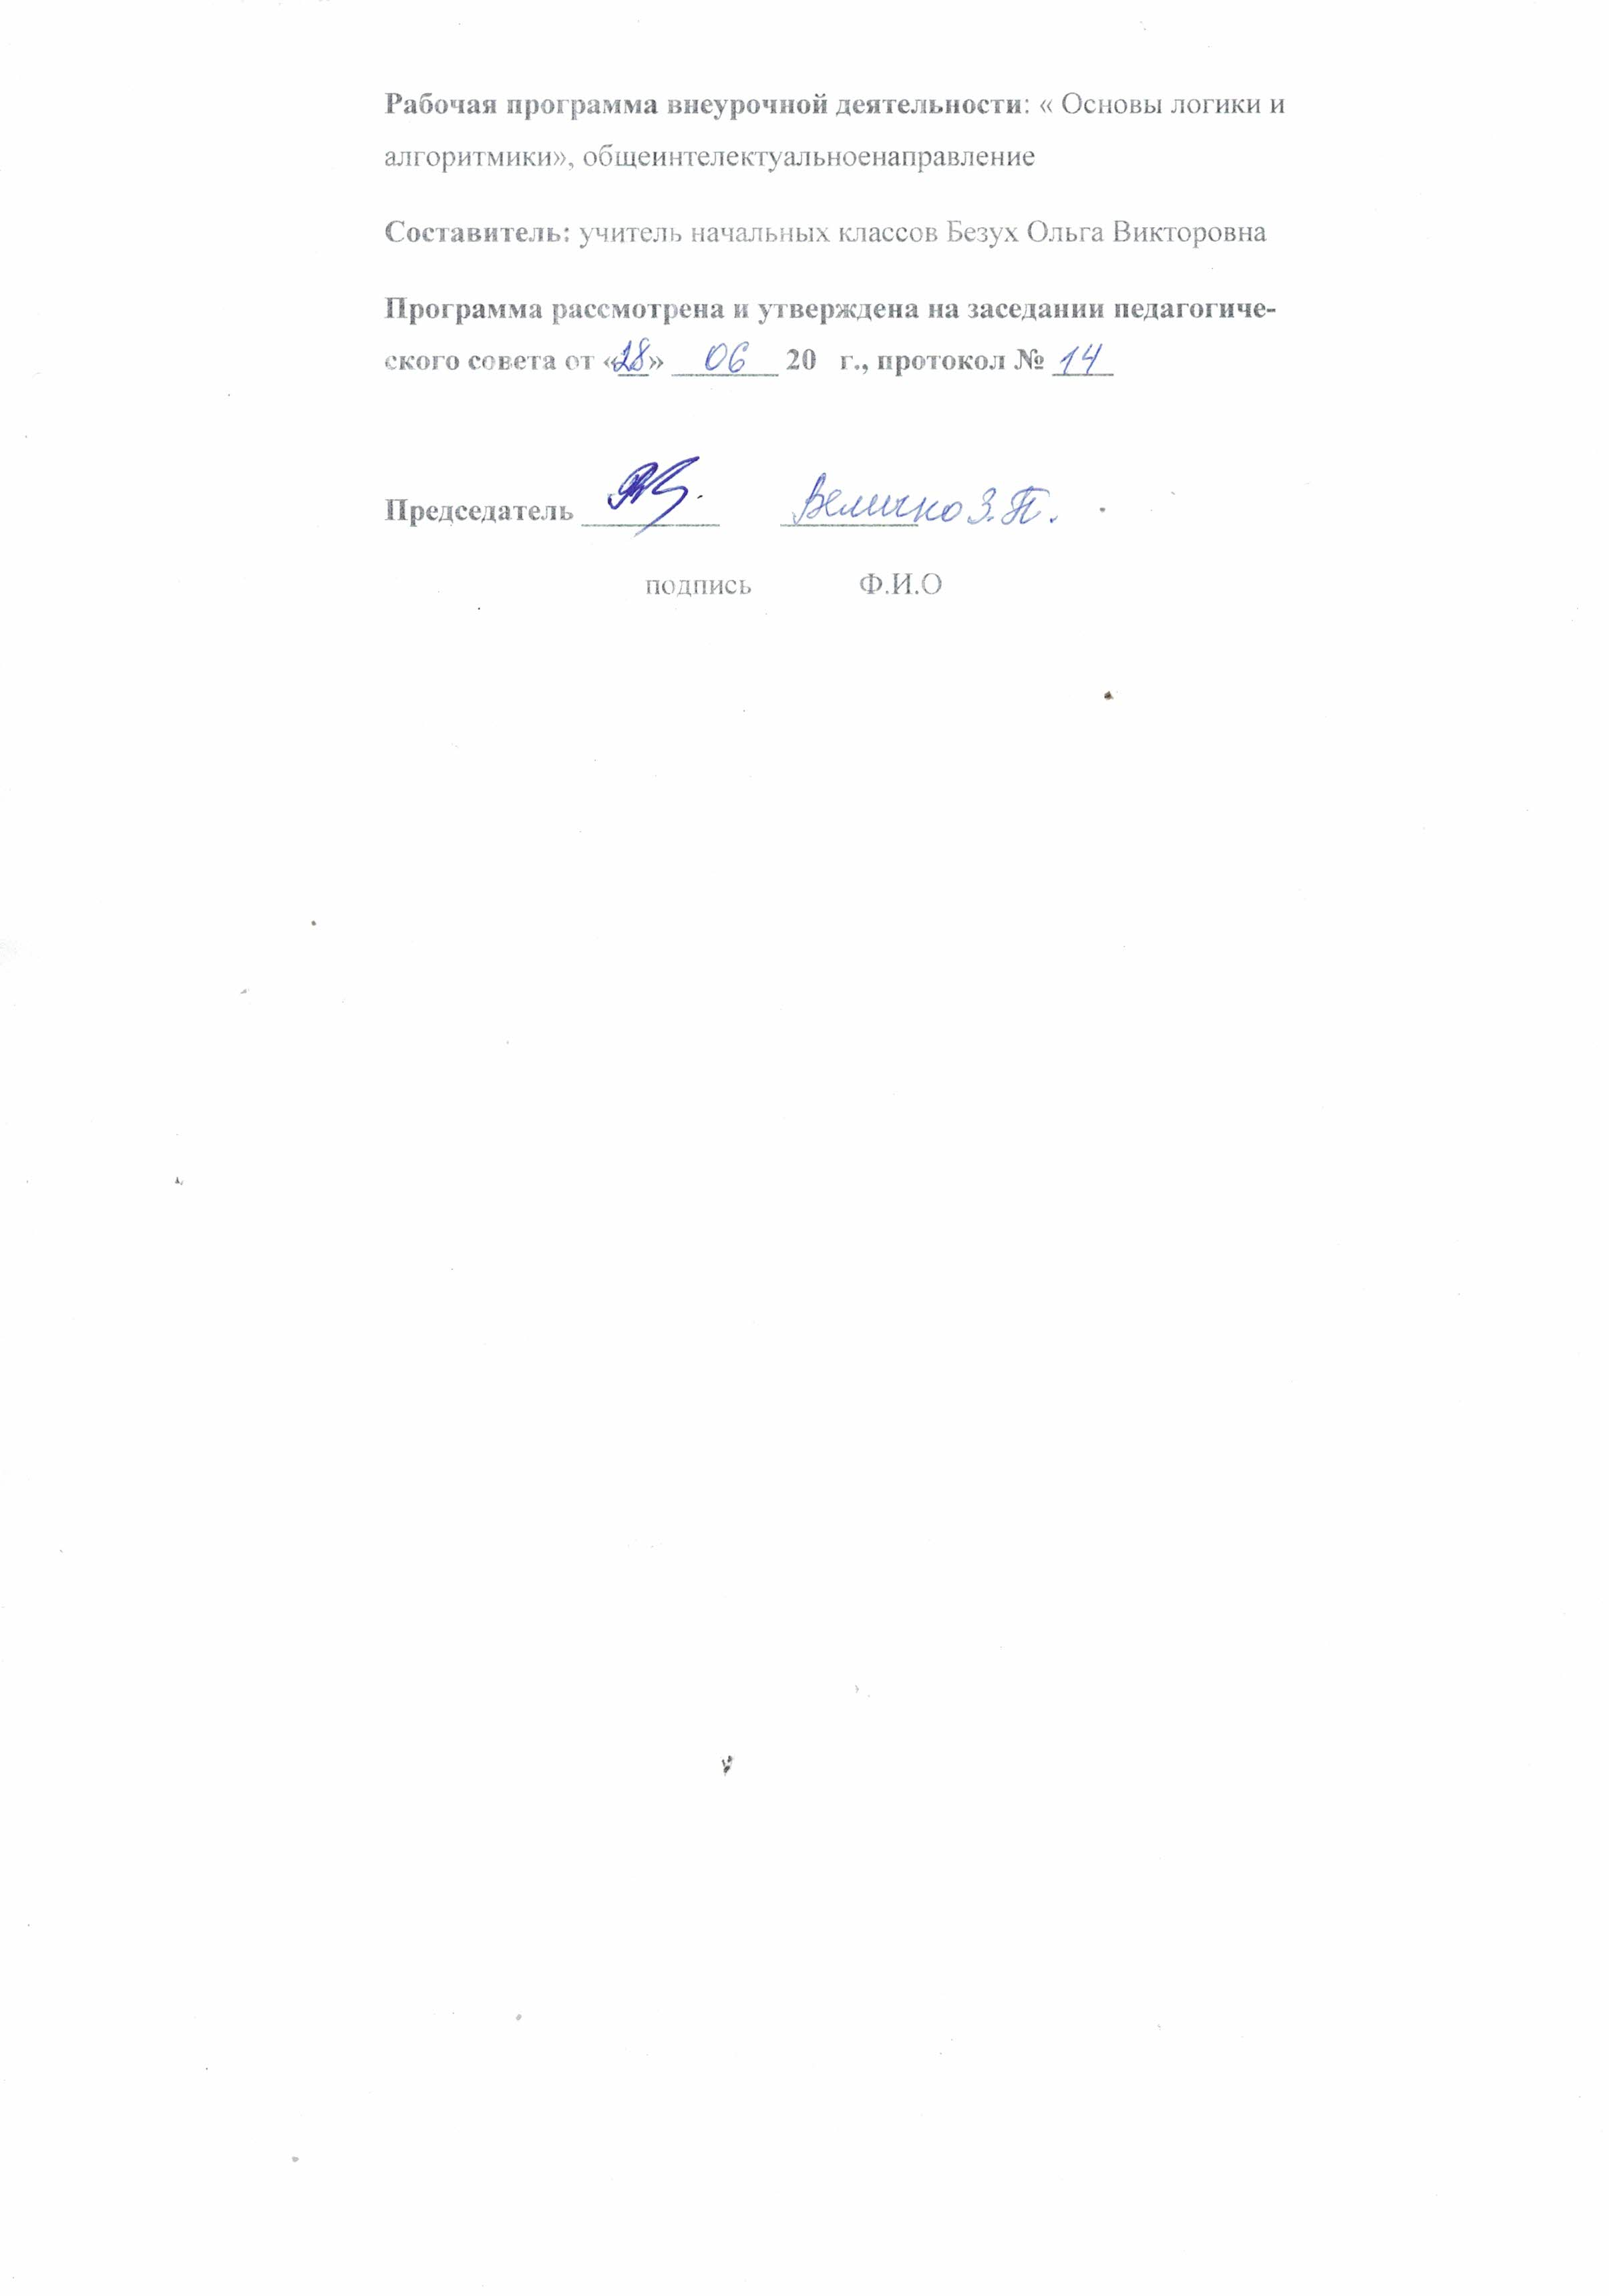 Рабочая программа внеурочной деятельности: « Основы логики и
алгоритмики», общеинтелектуальноенаправление
Составитель: учитель начальных классов Безух Ольга Викторовна
Программа рассмотрена и утверждена на заседании педагогиче-
ского совета от «28» 06 20 г., протокол № 14
Председатель Величко З.П.
подпись Ф.И.О